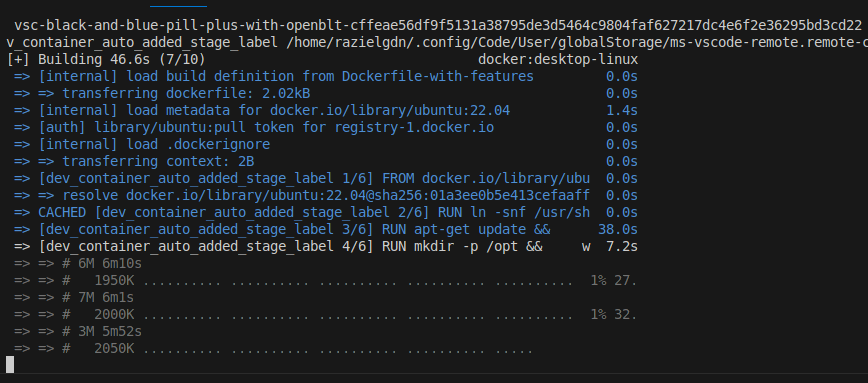 vsc-black-and-blue-pill-plus-with-openblt-cffeae56df9f5131a38795de3d5464c9804faf627217dc4e6f2e36295bd3cd22
v_container_auto_added_stage_label /home/razielgdn/.config/Code/User/globalStorage/ms-vscode-remote.remote-c
[+] Building 46.6s (7/10) docker:desktop-linux
=> [internal] load build definition from Dockerfile-with-features 0.0s
=> => transferring dockerfile: 2.02kB 0.0s
=> [internal] load metadata for docker.io/library/ubuntu:22.04 1.4s
=> [auth] library/ubuntu:pull token for registry-1.docker.io 0.0s
=> [internal] load .dockerignore 0.0s
=> => transferring context: 2B 0.0s
=> [dev_container_auto_added_stage_label 1/6] FROM docker.io/library/ubu 0.0s
=> => resolve docker.io/library/ubuntu:22.04@sha256:01a3ee0b5e413cefaaff 0.0s
=> CACHED [dev_container_auto_added_stage_label 2/6] RUN ln -snf /usr/sh 0.0s
=> [dev_container_auto_added_stage_label 3/6] RUN apt-get update && 38.0s
=> [dev_container_auto_added_stage_label 4/6] RUN mkdir -p /opt && w 7.2s
=> => # 6M 6m10s
=> => # 1950K .......... .......... .......... .......... .......... 1% 27.
=> => # 7M 6m1s
=> => # 2000K .......... .......... .......... .......... .......... 1% 32.
=> => # 3M 5m52s
=> => # 2050K .......... .......... .......... .......... .....